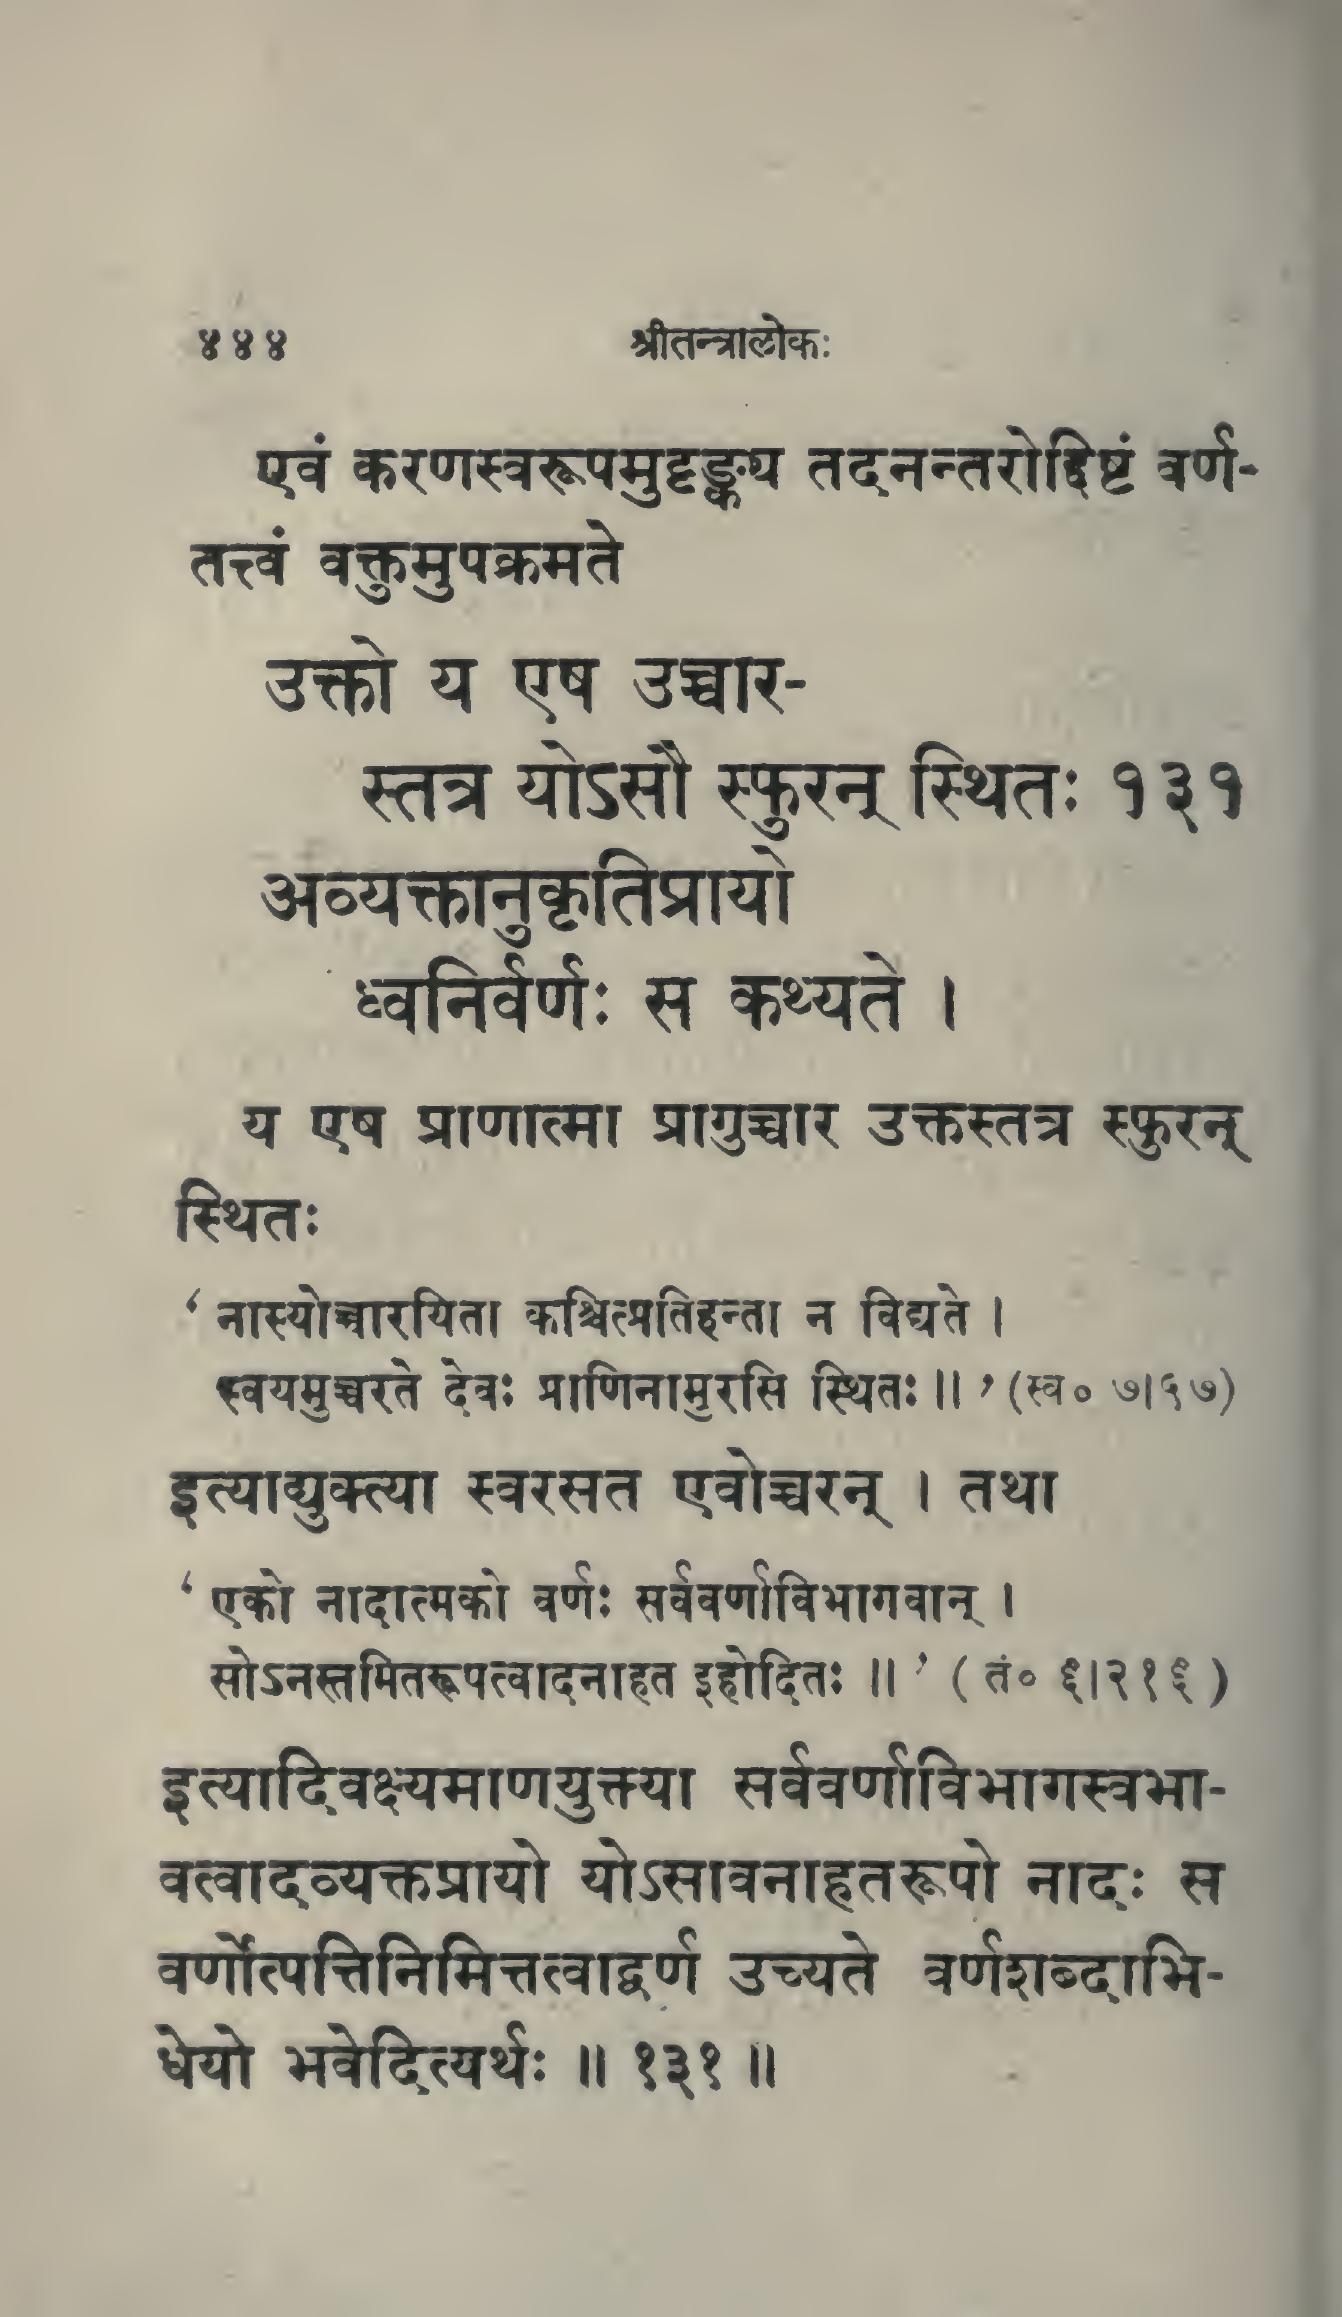 ४४४ श्रीतन्त्रालोकः
एवं करणस्वरूपमुट्टङ्क्य तदनन्तरोद्दिष्टं वर्ण-
तत्त्वं वक्तुमुपक्रमते
उक्तो य एष उच्चार-
स्तत्र योऽसौ स्फुरन् स्थितः १३१
अव्यक्तानुकृतिप्रायो
ध्वनिर्वर्णः स कथ्यते ।
य एष प्राणात्मा प्रागुच्चार उक्तस्तत्र स्फुरन्
स्थितः
‘ नास्योच्चारयिता कश्चित्प्रतिहन्ता न विद्यते ।
स्वयमुच्चरते देवः प्राणिनामुरसि स्थितः ॥ ’ (स्व० ७।५७)
इत्याद्युक्त्या स्वरसत एवोच्चरन् । तथा
‘ एको नादात्मको वर्णः सर्ववर्णाविभागवान् ।
सोऽनस्तमितरूपत्वादनाहत इहोदितः ॥ ’ ( तं० ६।२१६ )
इत्यादिवक्ष्यमाणयुक्तया सर्ववर्णाविभागस्वभा-
वत्वादव्यक्तप्रायो योऽसावनाहतरूपो नादः स
वर्णोत्पत्तिनिमित्तत्वाद्वर्ण उच्यते वर्णशब्दाभि-
धेयो भवेदित्यर्थः ॥ १३१ ॥